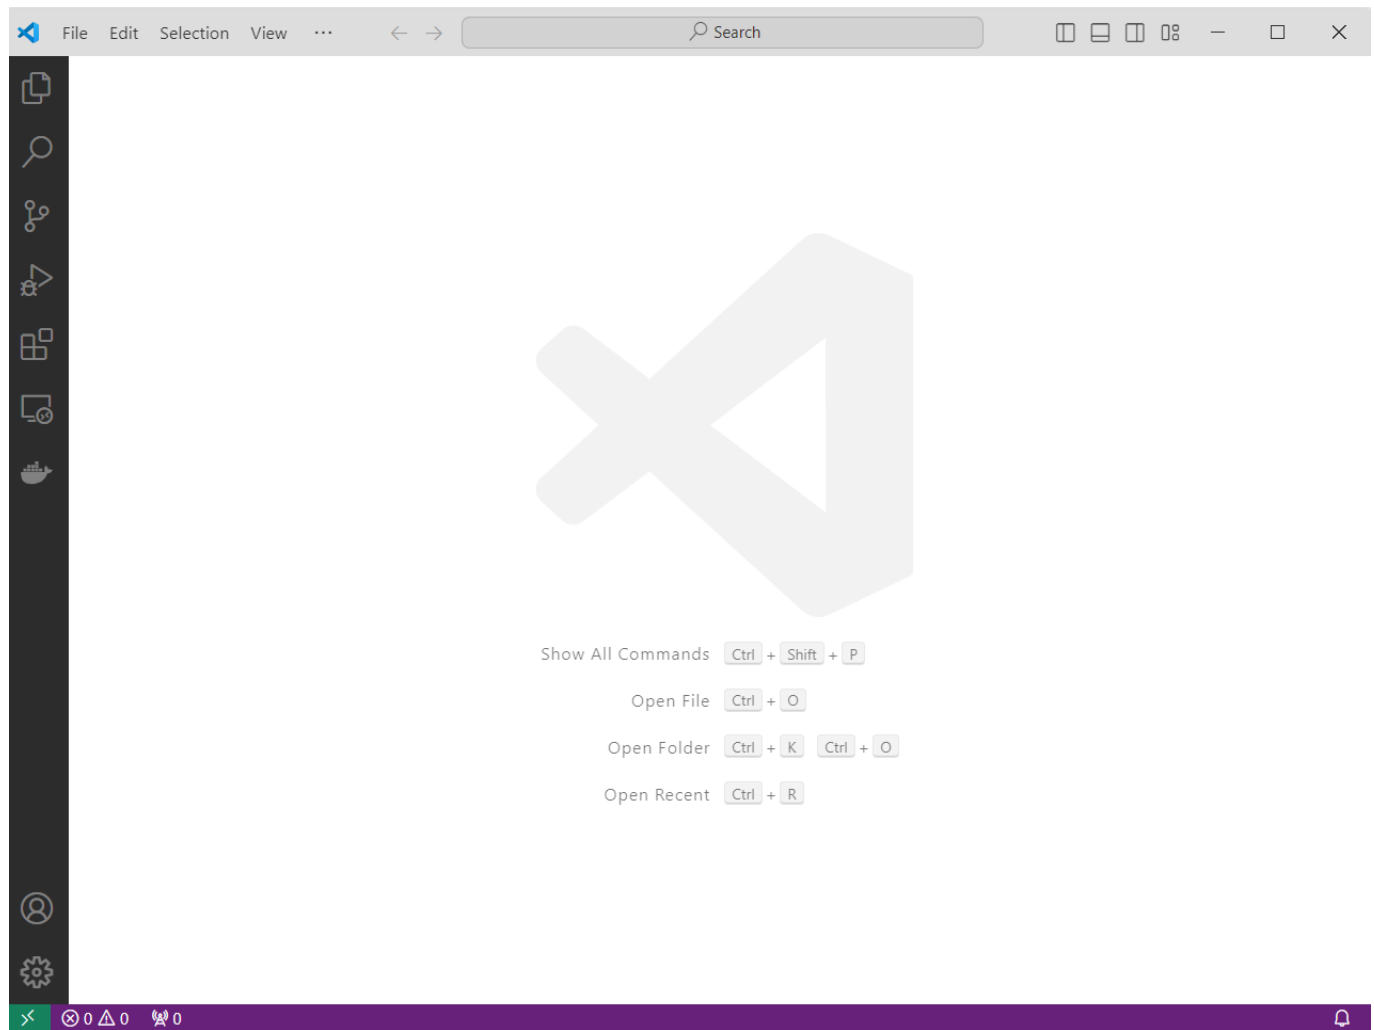 File Edit Selection View ··· Search
Show All Commands Ctrl + Shift + P
Open File Ctrl + O
Open Folder Ctrl + K Ctrl + O
Open Recent Ctrl + R
0 0 0